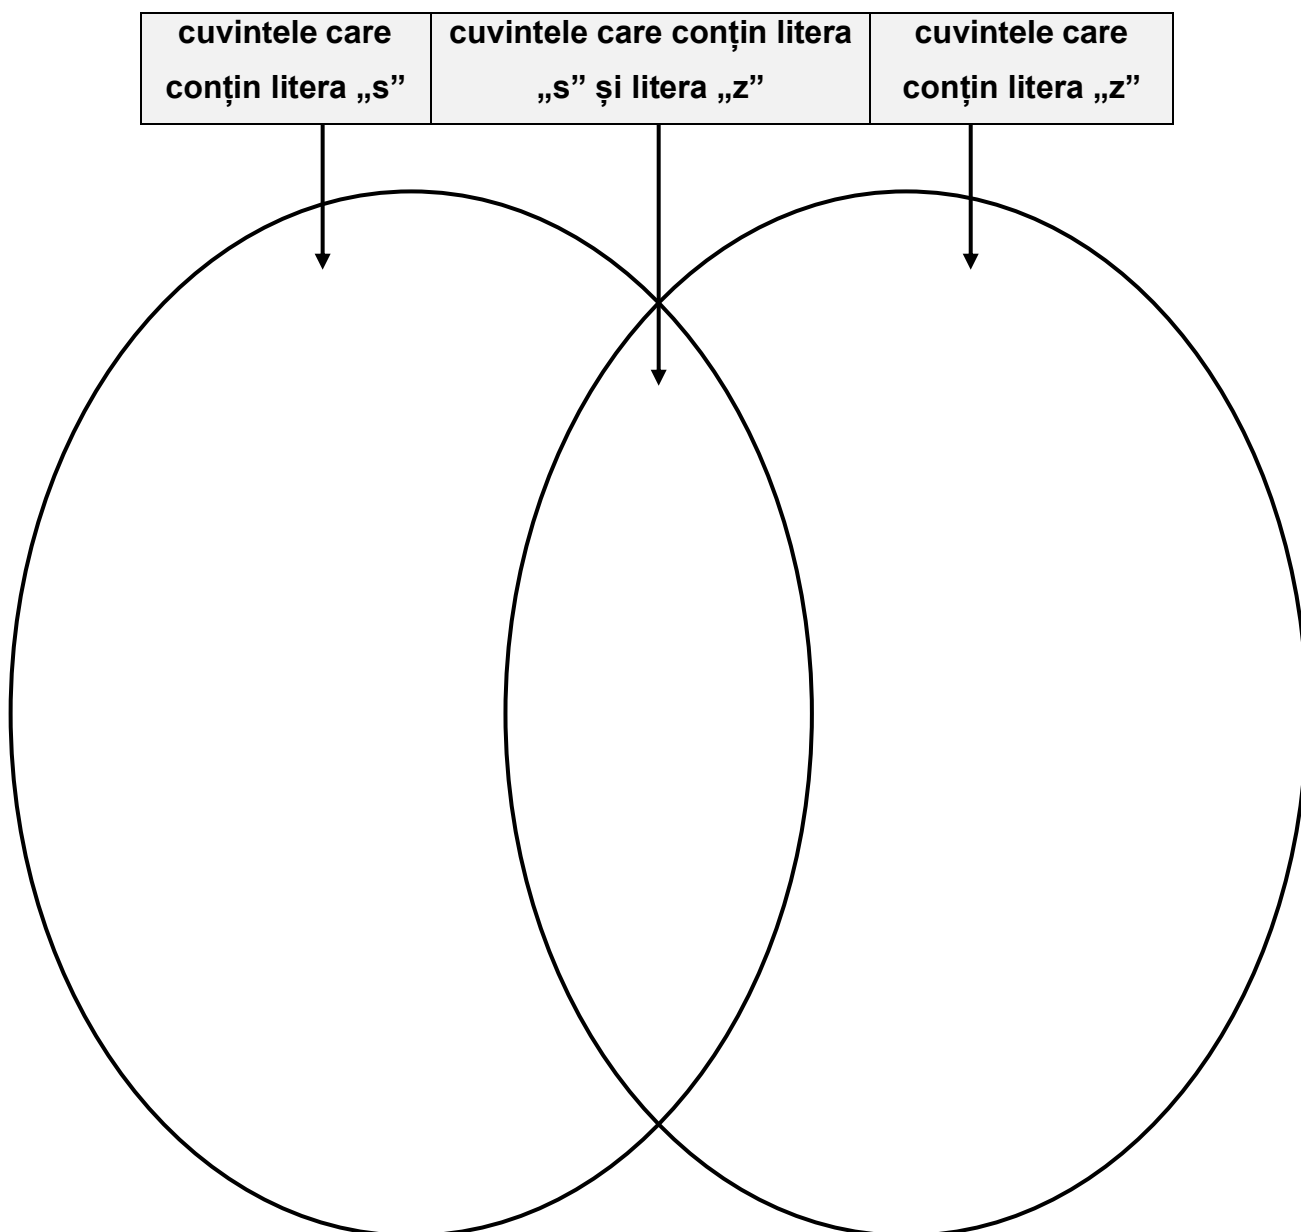 cuvintele care
conțin litera „s”
cuvintele care conțin litera
„s” și litera „z”
cuvintele care
conțin litera „z”